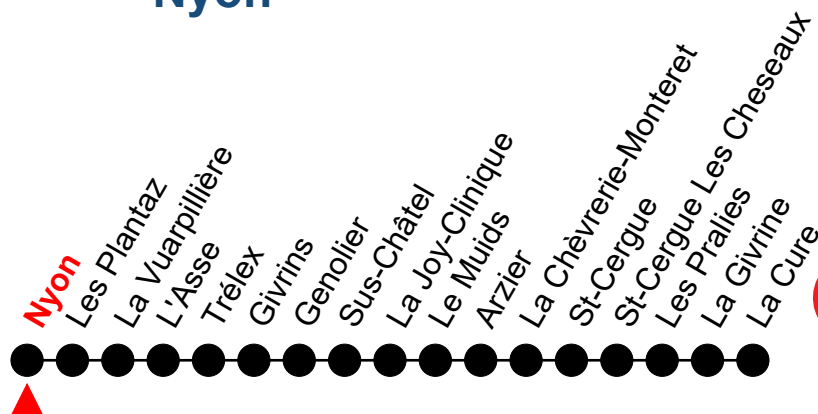 Nyon
Nyon
Les Plantaz
La Vuarpillière
L'Asse
Trélex
Givrins
Genolier
Sus-Châtel
La Joy-Clinique
Le Muids
Arzier
La Chèvrerie-Monteret
St-Cergue
St-Cergue Les Cheseaux
Les Pralies
La Givrine
La Cure